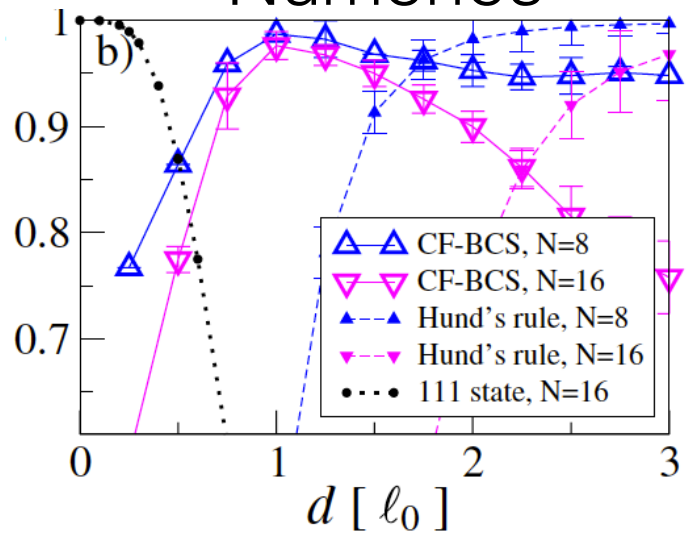 Numerics
b)
1
0.9
0.8
0.7
CF-BCS, N=8
CF-BCS, N=16
Hund's rule, N=8
Hund's rule, N=16
111 state, N=16
0 1 2 3
d [ ℓ₀ ]